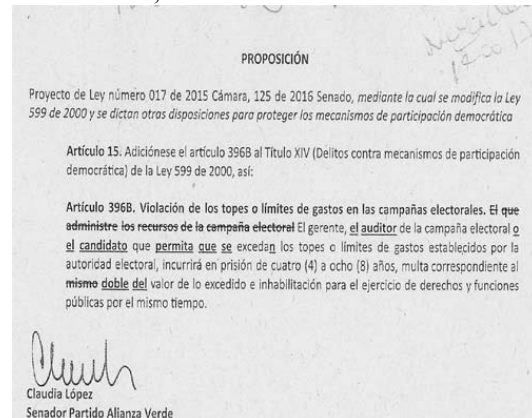 PROPOSICIÓN
Proyecto de Ley número 017 de 2015 Cámara, 125 de 2016 Senado, mediante la cual se modifica la Ley
599 de 2000 y se dictan otras disposiciones para proteger los mecanismos de participación democrática
Artículo 15. Adiciónese el artículo 396B al Título XIV (Delitos contra mecanismos de participación
democrática) de la Ley 599 de 2000, así:
Artículo 396B. Violación de los topes o límites de gastos en las campañas electorales. El que
administre los recursos de la campaña electoral El gerente, el auditor de la campaña electoral o
el candidato que permita que se excedan los topes o límites de gastos establecidos por la
autoridad electoral, incurrirá en prisión de cuatro (4) a ocho (8) años, multa correspondiente al
mismo doble del valor de lo excedido e inhabilitación para el ejercicio de derechos y funciones
públicas por el mismo tiempo.
Claudia López
Senador Partido Alianza Verde